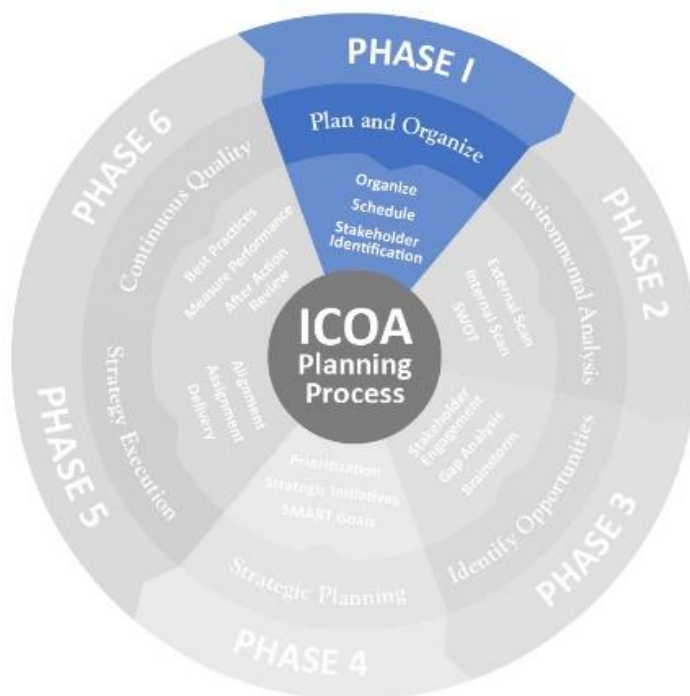 PHASE I
Plan and Organize
Organize
Schedule
Stakeholder
Identification
PHASE 2
Environmental Analysis
External Scan
Internal Scan
SWOT
PHASE 3
Identify Opportunities
Stakeholder
Engagement
Gap Analysis
Brainstorm
PHASE 4
Strategic Planning
Prioritization
Strategic Initiatives
SMART Goals
PHASE 5
Strategy Execution
Alignment
Assignment
Delivery
PHASE 6
Continuous Quality
Best Practices
Measure Performance
After Action
Review
ICOA
Planning
Process